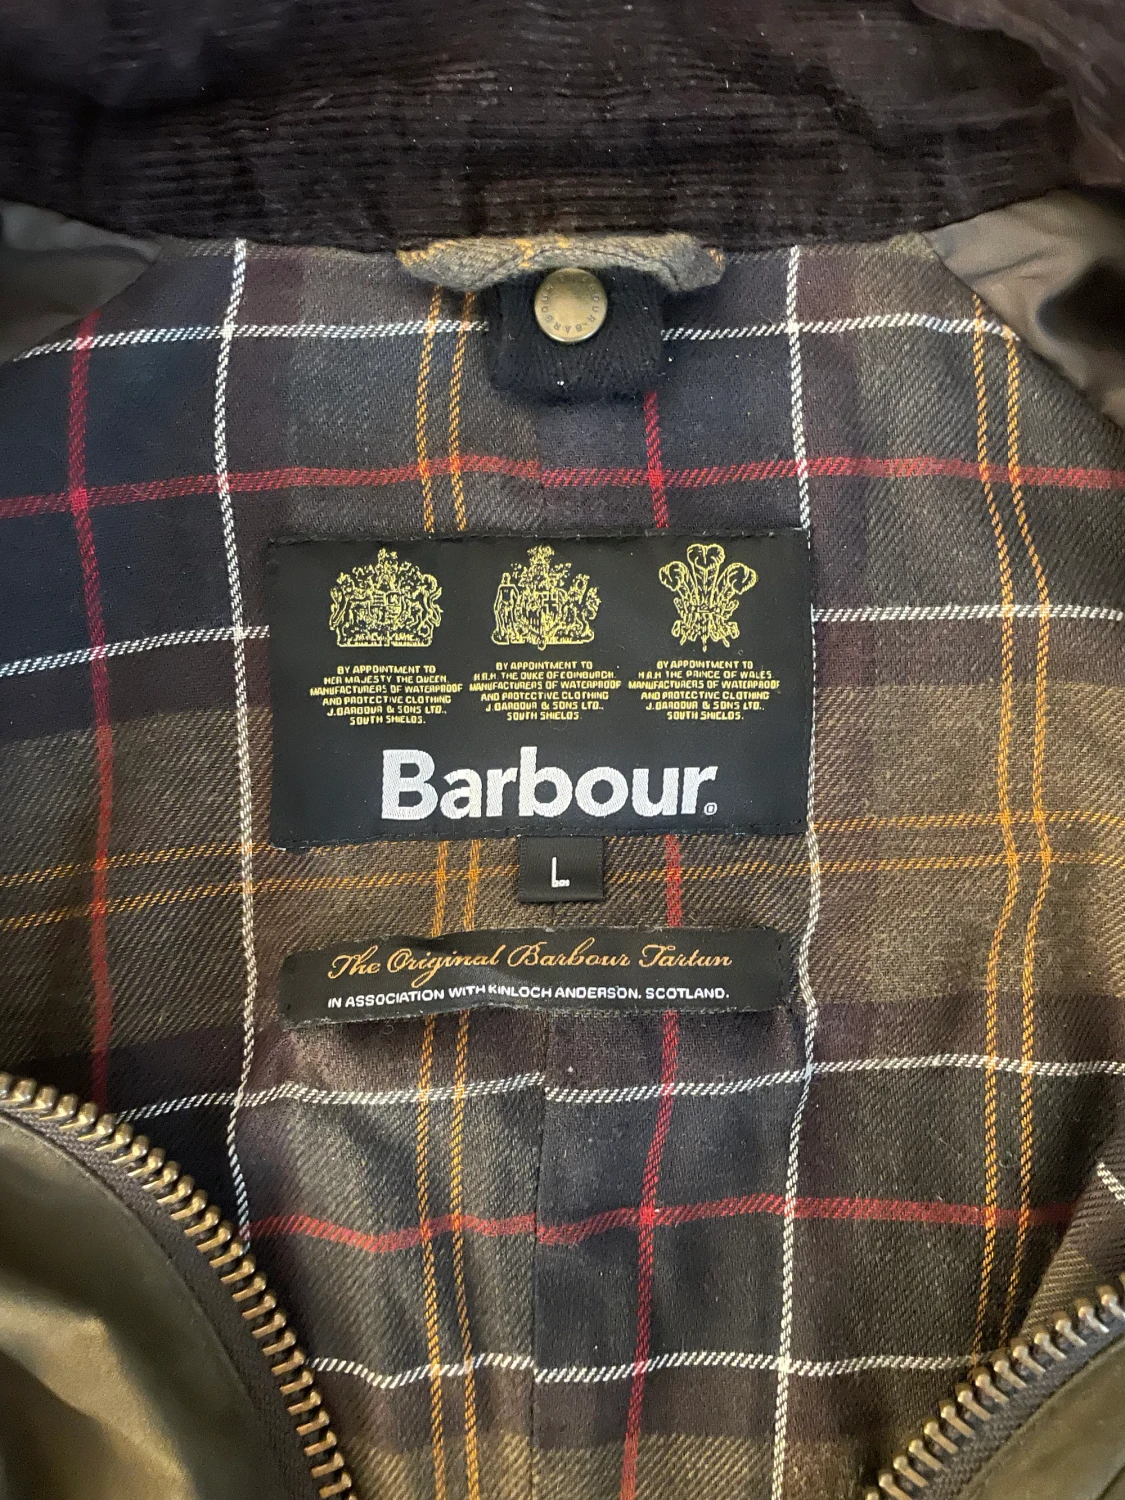 BY APPOINTMENT TO
HER MAJESTY THE QUEEN
MANUFACTURERS OF WATERPROOF
AND PROTECTIVE CLOTHING
J. BARBOUR & SONS LTD.,
SOUTH SHIELDS.
BY APPOINTMENT TO
H.R.H. THE DUKE OF EDINBURGH
MANUFACTURERS OF WATERPROOF
AND PROTECTIVE CLOTHING
J. BARBOUR & SONS LTD.,
SOUTH SHIELDS.
BY APPOINTMENT TO
H.R.H THE PRINCE OF WALES
MANUFACTURERS OF WATERPROOF
AND PROTECTIVE CLOTHING
J. BARBOUR & SONS LTD.,
SOUTH SHIELDS.
Barbour®
L
The Original Barbour Tartan
IN ASSOCIATION WITH KINLOCH ANDERSON, SCOTLAND.